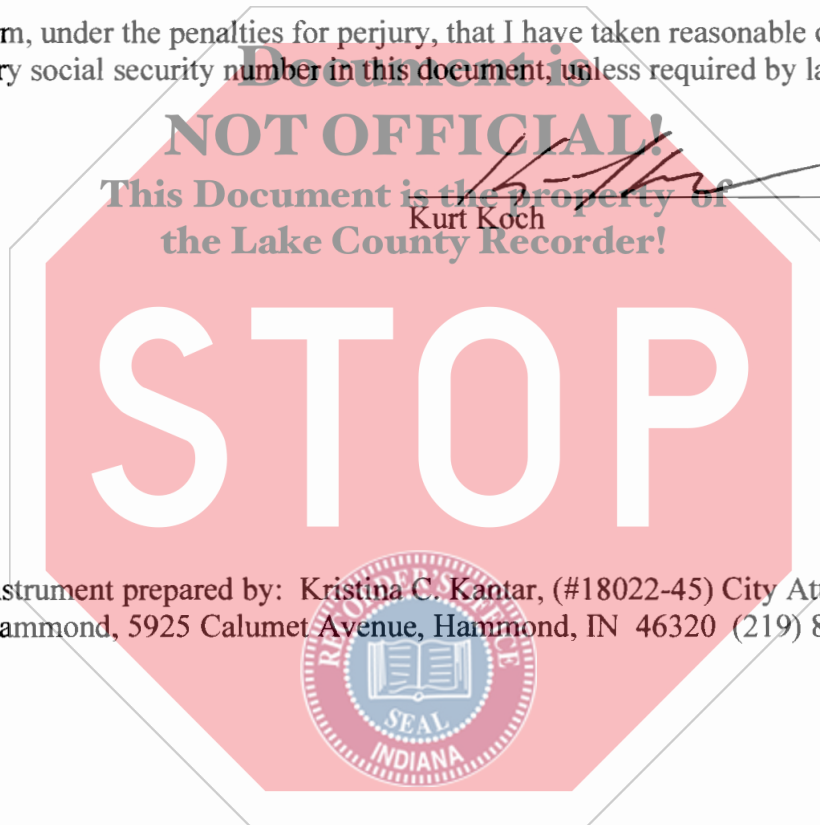 m, under the penalties for perjury, that I have taken reasonable
ry social security number in this document, unless required by la
Document is
NOT OFFICIAL!
This Document is the property of
the Lake County Recorder!
Kurt Koch
STOP
strument prepared by: Kristina C. Kantar, (#18022-45) City Att
ammond, 5925 Calumet Avenue, Hammond, IN 46320 (219) 8
RECORDER'S OFFICE
SEAL
INDIANA